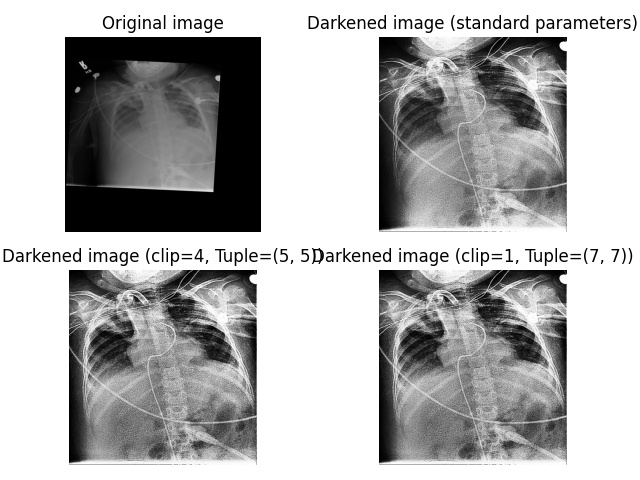 Original image
Darkened image (standard parameters)
Darkened image (clip=4, Tuple=(5, 5))
Darkened image (clip=1, Tuple=(7, 7))